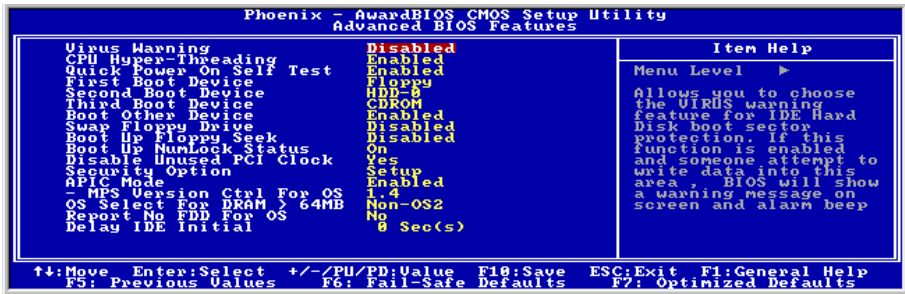 Phoenix - AwardBIOS CMOS Setup Utility
Advanced BIOS Features
Virus Warning Disabled
CPU Hyper-Threading Enabled
Quick Power On Self Test Enabled
First Boot Device Floppy
Second Boot Device HDD-0
Third Boot Device CDROM
Boot Other Device Enabled
Swap Floppy Drive Disabled
Boot Up Floppy Seek Disabled
Boot Up NumLock Status On
Disable Unused PCI Clock Yes
Security Option Setup
APIC Mode Enabled
- MPS Version Ctrl For OS 1.4
OS Select For DRAM > 64MB Non-OS2
Report No FDD For OS No
Delay IDE Initial 0 Sec(s)
Item Help
Menu Level ►
Allows you to choose
the VIRUS warning
feature for IDE Hard
Disk boot sector
protection. If this
function is enabled
and someone attempt to
write data into this
area , BIOS will show
a warning message on
screen and alarm beep
↑↓:Move Enter:Select +/-/PU/PD:Value F10:Save ESC:Exit F1:General Help
F5: Previous Values F6: Fail-Safe Defaults F7: Optimized Defaults